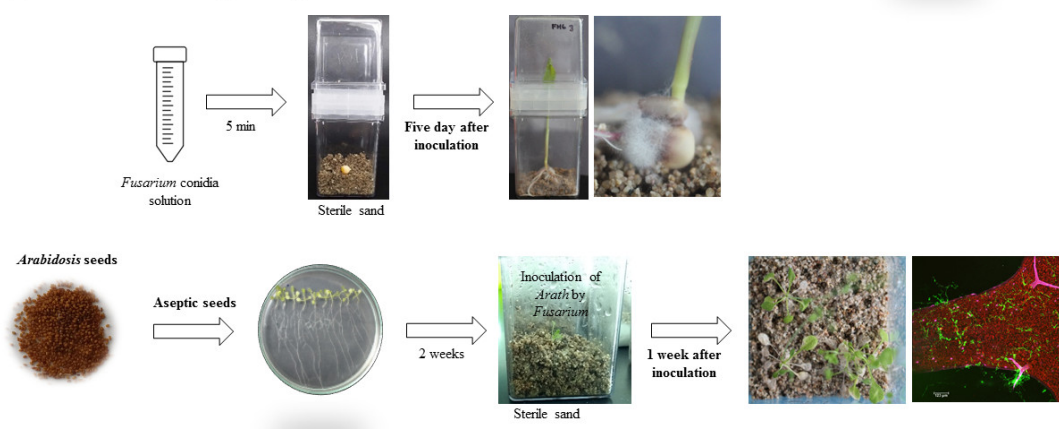 FHL 3
5 min
Five day after
inoculation
Fusarium conidia
solution
Sterile sand
Arabidosis seeds
Aseptic seeds
Inoculation of
Arath by
Fusarium
2 weeks
1 week after
inoculation
Sterile sand